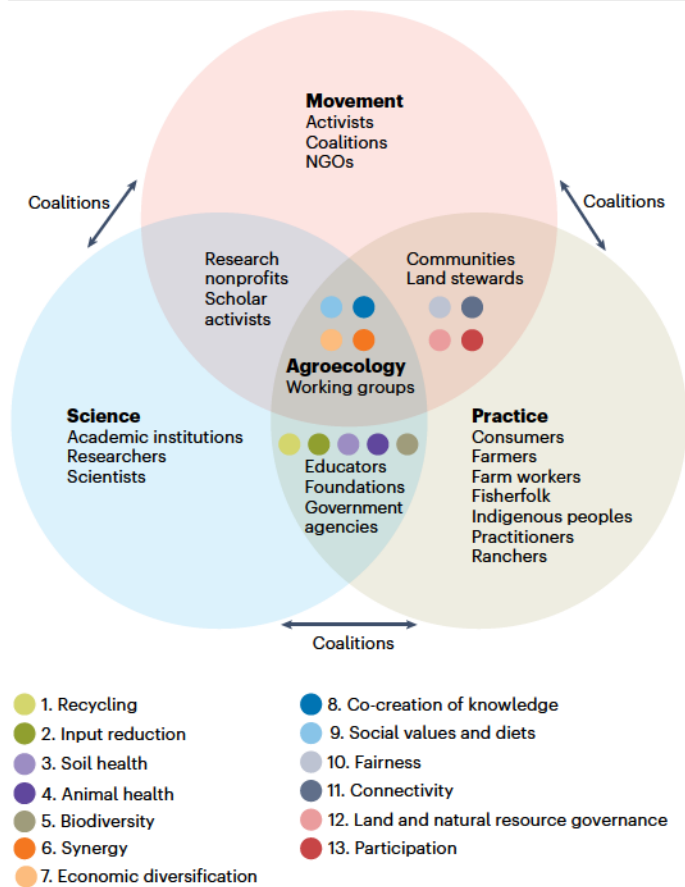 Movement
Activists
Coalitions
NGOs
Coalitions
Coalitions
Research
nonprofits
Scholar
activists
Communities
Land stewards
Agroecology
Working groups
Science
Academic institutions
Researchers
Scientists
Practice
Consumers
Farmers
Farm workers
Fisherfolk
Indigenous peoples
Practitioners
Ranchers
Educators
Foundations
Government
agencies
Coalitions
1. Recycling
2. Input reduction
3. Soil health
4. Animal health
5. Biodiversity
6. Synergy
7. Economic diversification
8. Co-creation of knowledge
9. Social values and diets
10. Fairness
11. Connectivity
12. Land and natural resource governance
13. Participation